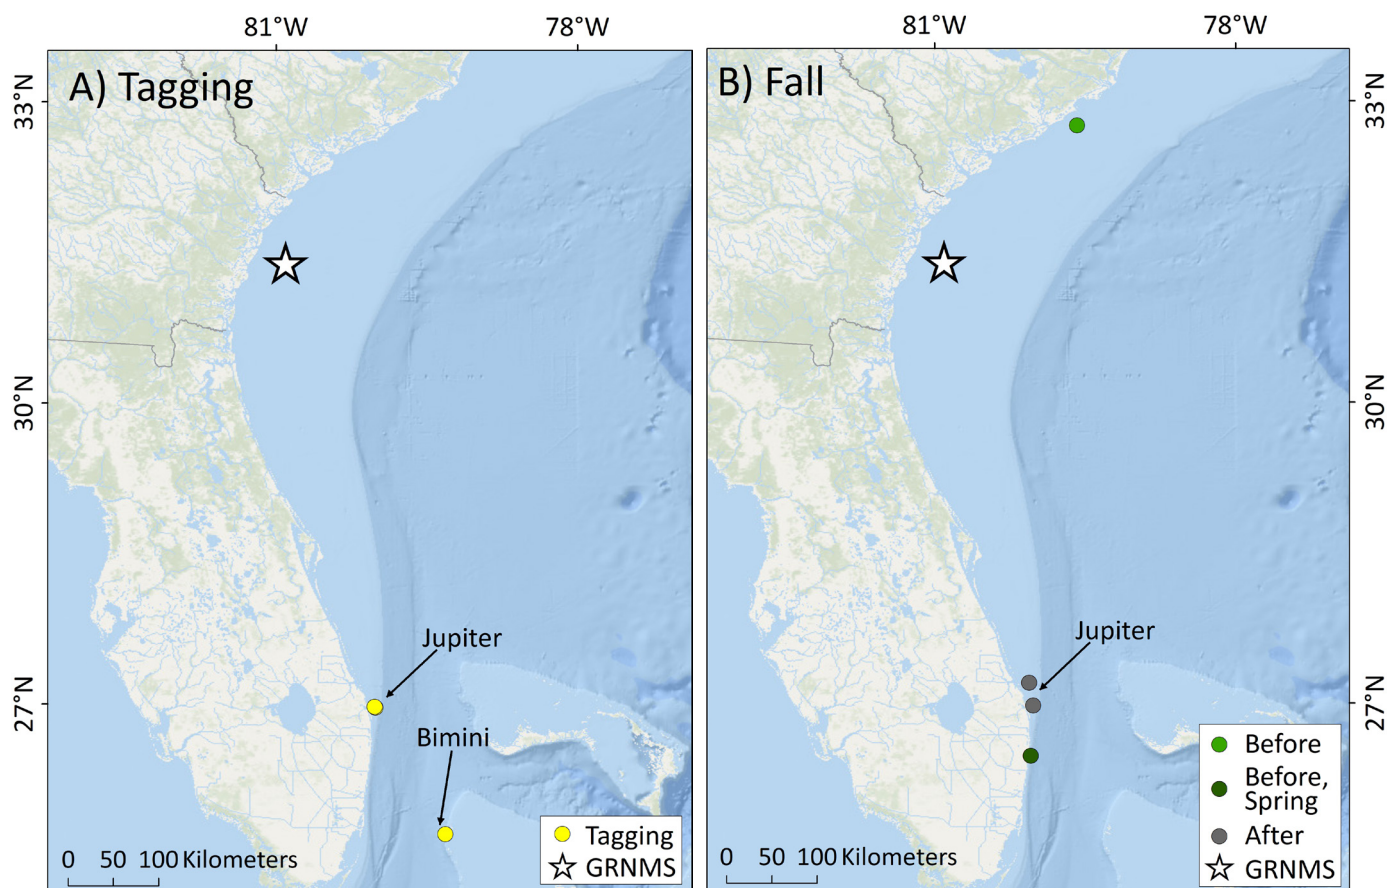 81°W
78°W
A) Tagging
33°N
30°N
27°N
Jupiter
Bimini
0 50 100 Kilometers
Tagging
GRNMS
81°W
78°W
B) Fall
33°N
30°N
27°N
Jupiter
0 50 100 Kilometers
Before
Before,
Spring
After
GRNMS